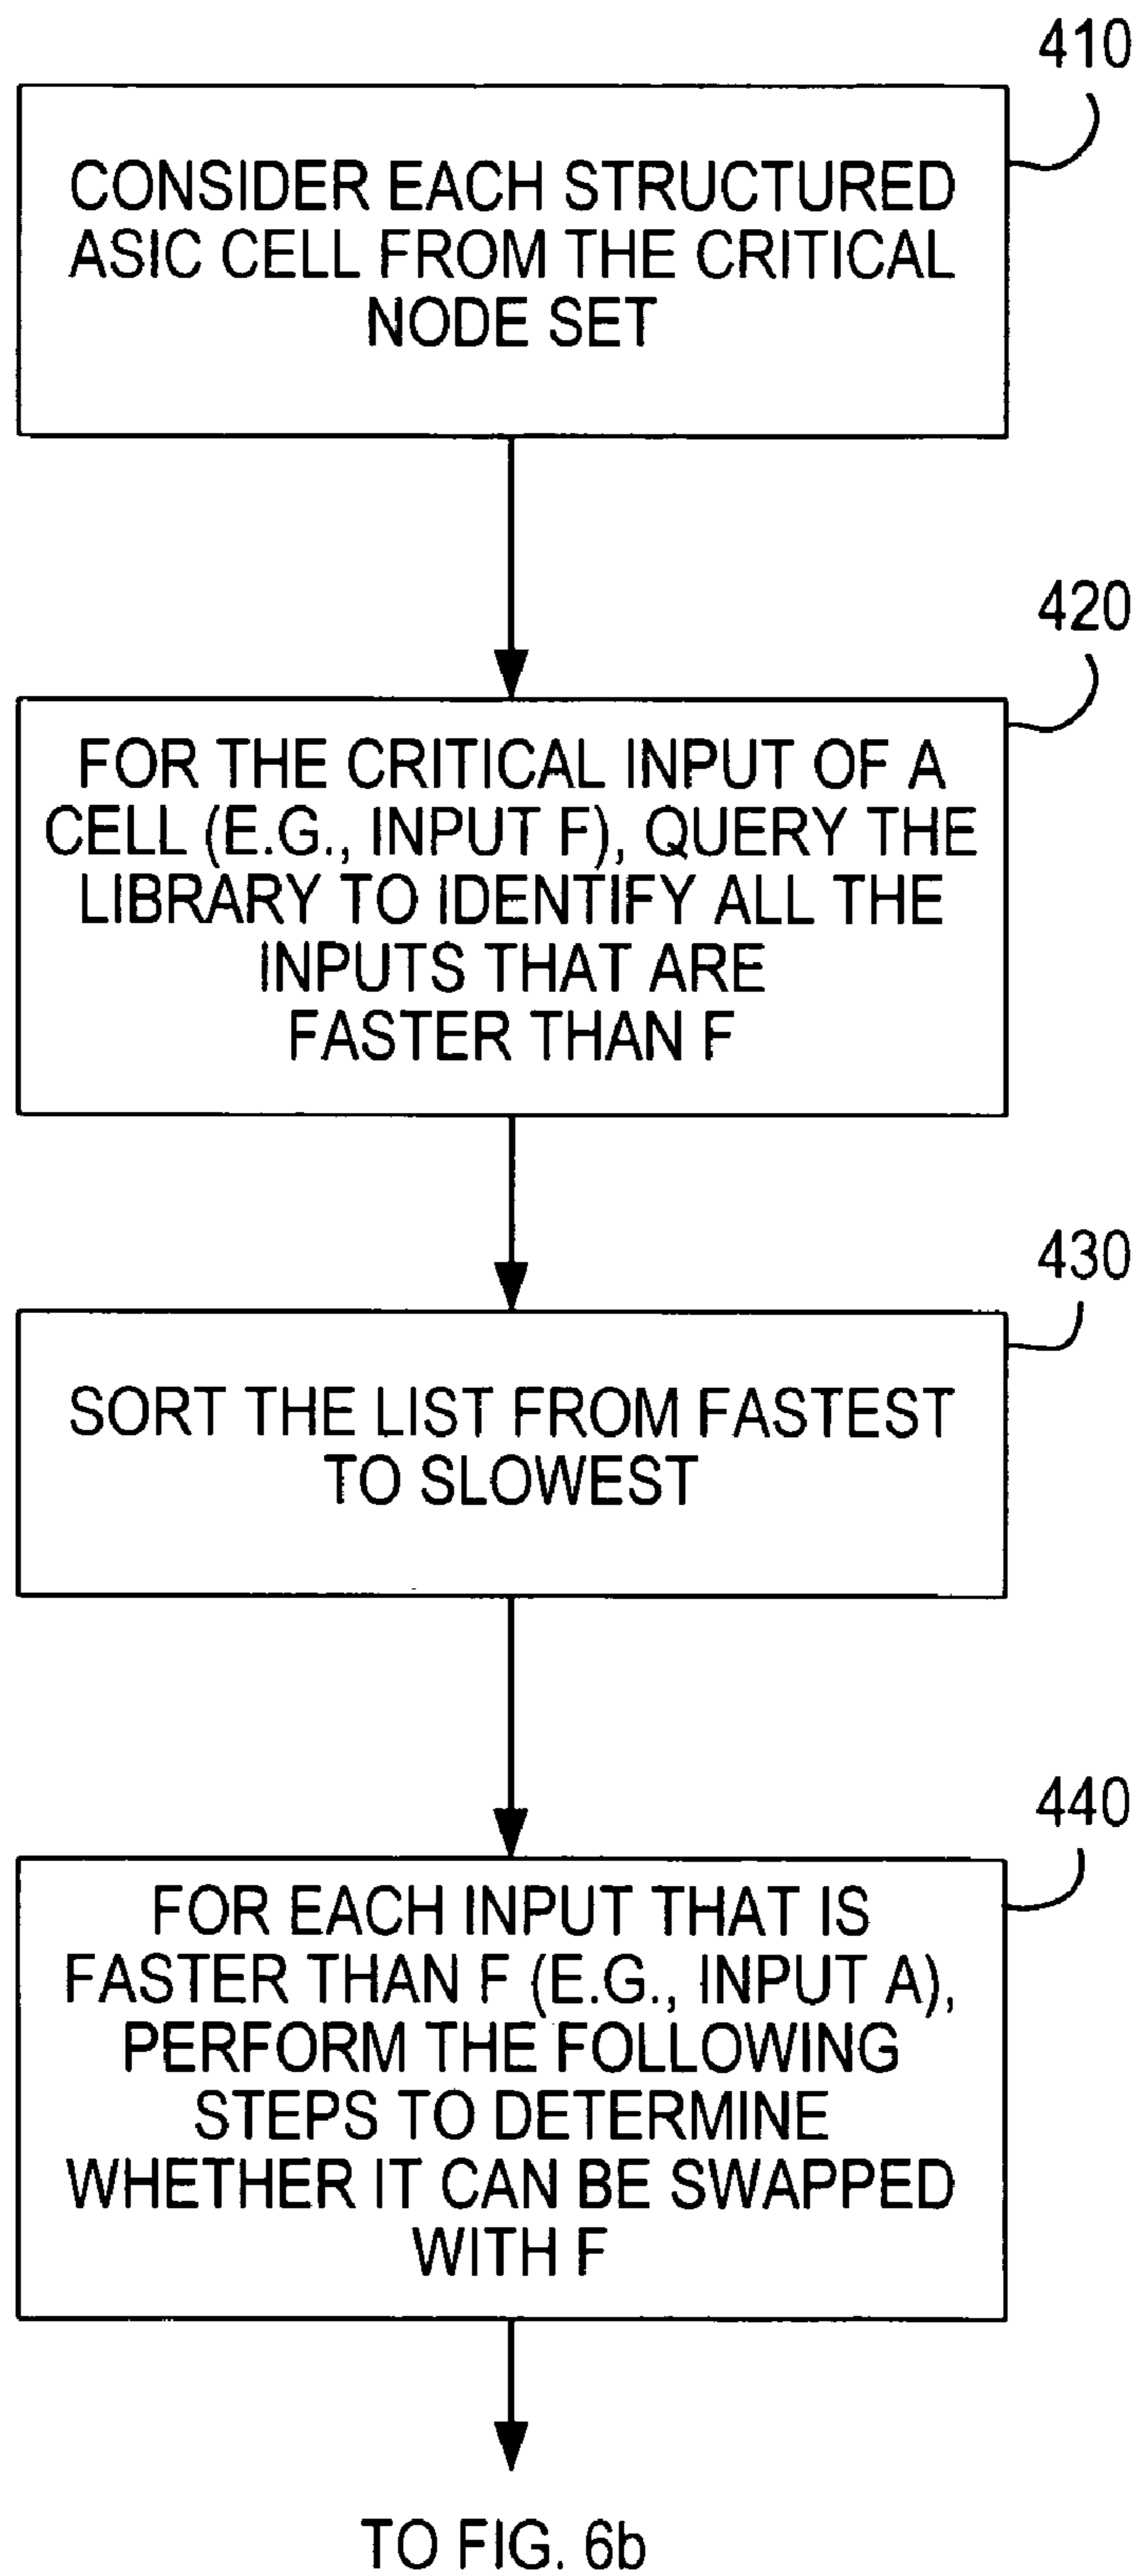 410
CONSIDER EACH STRUCTURED
ASIC CELL FROM THE CRITICAL
NODE SET
420
FOR THE CRITICAL INPUT OF A
CELL (E.G., INPUT F), QUERY THE
LIBRARY TO IDENTIFY ALL THE
INPUTS THAT ARE
FASTER THAN F
430
SORT THE LIST FROM FASTEST
TO SLOWEST
440
FOR EACH INPUT THAT IS
FASTER THAN F (E.G., INPUT A),
PERFORM THE FOLLOWING
STEPS TO DETERMINE
WHETHER IT CAN BE SWAPPED
WITH F
TO FIG. 6b